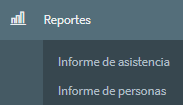 Reportes
Informe de asistencia
Informe de personas